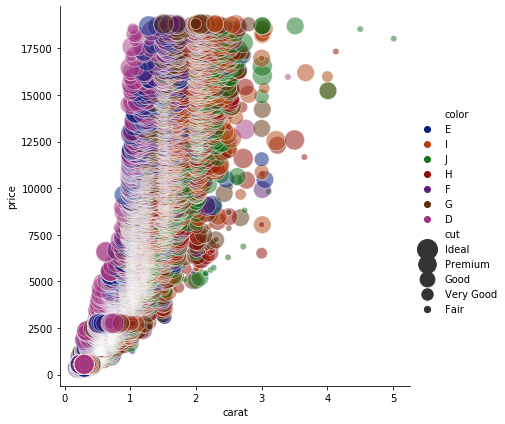 17500
15000
12500
10000
7500
5000
2500
0
price
0
1
2
3
4
5
carat
color
E
I
J
H
F
G
D
cut
Ideal
Premium
Good
Very Good
Fair